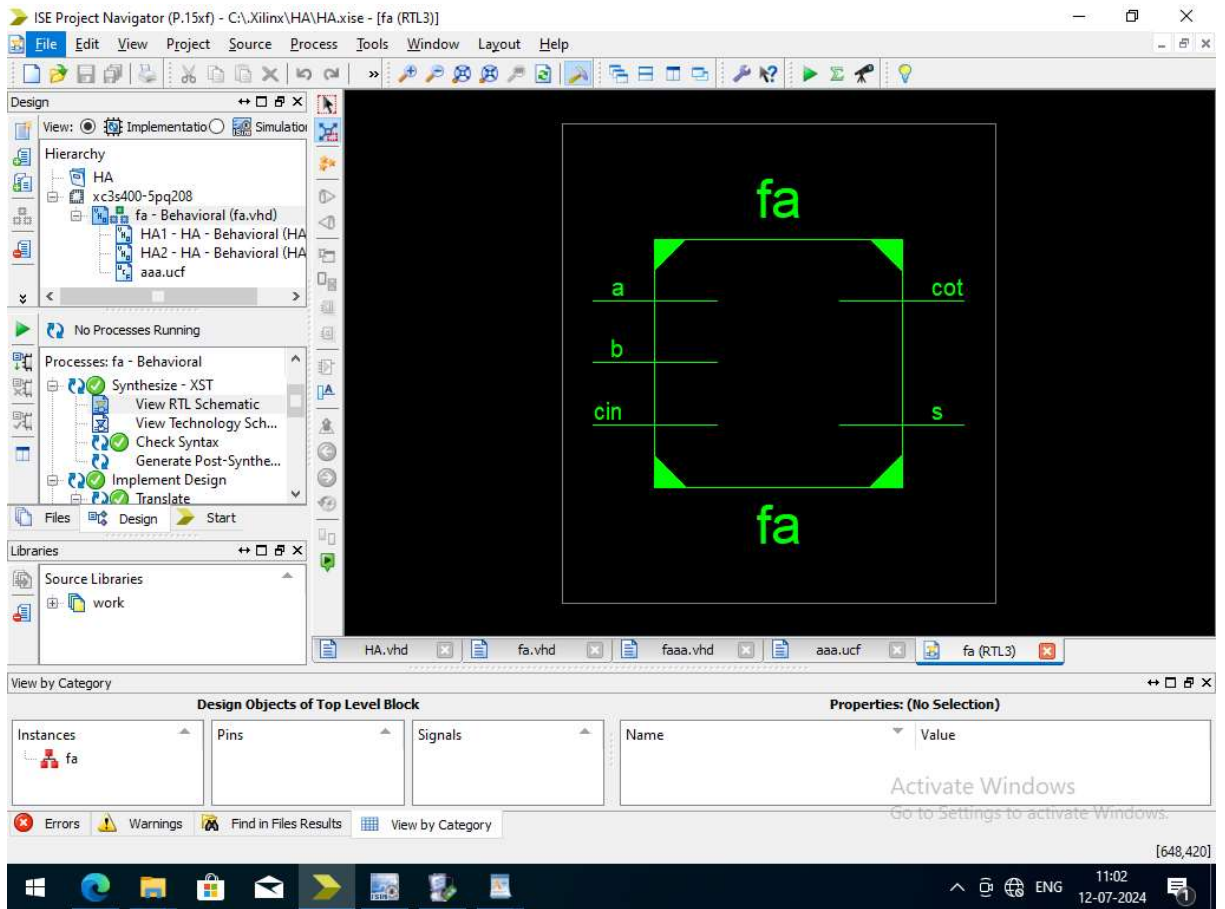 ISE Project Navigator (P.15xf) - C:\.Xilinx\HA\HA.xise - [fa (RTL3)]
File Edit View Project Source Process Tools Window Layout Help
Design
View: Implementatio Simulatio
Hierarchy
HA
xc3s400-5pq208
fa - Behavioral (fa.vhd)
HA1 - HA - Behavioral (HA
HA2 - HA - Behavioral (HA
aaa.ucf
No Processes Running
Processes: fa - Behavioral
Synthesize - XST
View RTL Schematic
View Technology Sch...
Check Syntax
Generate Post-Synthe...
Implement Design
Translate
Files Design Start
Libraries
Source Libraries
work
fa
a
b
cin
cot
s
fa
HA.vhd fa.vhd faaa.vhd aaa.ucf fa (RTL3)
View by Category
Design Objects of Top Level Block Properties: (No Selection)
Instances Pins Signals Name Value
fa
Activate Windows
Go to Settings to activate Windows.
Errors Warnings Find in Files Results View by Category
[648,420]
ENG 11:02
12-07-2024